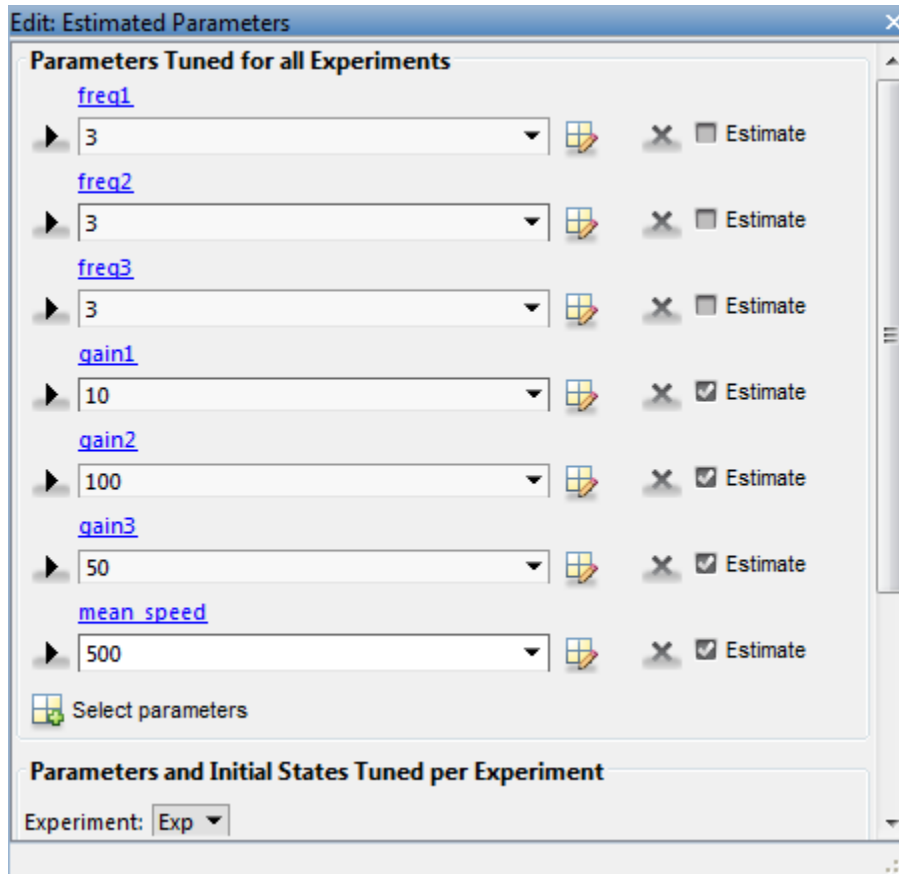 Edit: Estimated Parameters
Parameters Tuned for all Experiments
freq1
3 Estimate
freq2
3 Estimate
freq3
3 Estimate
gain1
10 Estimate
gain2
100 Estimate
gain3
50 Estimate
mean_speed
500 Estimate
Select parameters
Parameters and Initial States Tuned per Experiment
Experiment: Exp